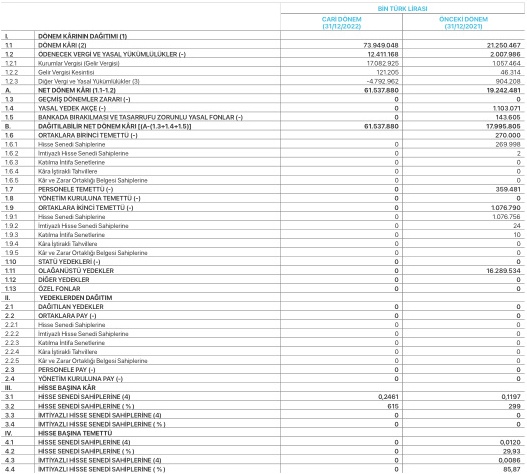 BİN TÜRK LİRASI
CARİ DÖNEM ÖNCEKİ DÖNEM
(31/12/2022) (31/12/2021)
I. DÖNEM KÂRININ DAĞITIMI (1)
1.1 DÖNEM KÂRI (2) 73.949.048 21.250.467
1.2 ÖDENECEK VERGİ VE YASAL YÜKÜMLÜLÜKLER (-) 12.411.168 2.007.986
1.2.1 Kurumlar Vergisi (Gelir Vergisi) 17.082.925 1.057.464
1.2.2 Gelir Vergisi Kesintisi 121.205 46.314
1.2.3 Diğer Vergi ve Yasal Yükümlülükler (3) -4.792.962 904.208
A. NET DÖNEM KÂRI (1.1-1.2) 61.537.880 19.242.481
1.3 GEÇMİŞ DÖNEMLER ZARARI (-) 0 0
1.4 YASAL YEDEK AKÇE (-) 0 1.103.071
1.5 BANKADA BIRAKILMASI VE TASARRUFU ZORUNLU YASAL FONLAR (-) 0 143.605
B. DAĞITILABİLİR NET DÖNEM KÂRI [(A-(1.3+1.4+1.5)] 61.537.880 17.995.805
1.6 ORTAKLARA BİRİNCİ TEMETTÜ (-) 270.000
1.6.1 Hisse Senedi Sahiplerine 0 269.998
1.6.2 İmtiyazlı Hisse Senedi Sahiplerine 0 2
1.6.3 Katılma İntifa Senetlerine 0 0
1.6.4 Kâra İştirakli Tahvillere 0 0
1.6.5 Kâr ve Zarar Ortaklığı Belgesi Sahiplerine 0 0
1.7 PERSONELE TEMETTÜ (-) 0 359.481
1.8 YÖNETİM KURULUNA TEMETTÜ (-) 0 0
1.9 ORTAKLARA İKİNCİ TEMETTÜ (-) 0 1.076.790
1.9.1 Hisse Senedi Sahiplerine 0 1.076.756
1.9.2 İmtiyazlı Hisse Senedi Sahiplerine 0 24
1.9.3 Katılma İntifa Senetlerine 0 10
1.9.4 Kâra İştirakli Tahvillere 0 0
1.9.5 Kâr ve Zarar Ortaklığı Belgesi Sahiplerine 0 0
1.10 STATÜ YEDEKLERİ (-) 0 0
1.11 OLAĞANÜSTÜ YEDEKLER 0 16.289.534
1.12 DİĞER YEDEKLER 0 0
1.13 ÖZEL FONLAR 0 0
II. YEDEKLERDEN DAĞITIM
2.1 DAĞITILAN YEDEKLER 0 0
2.2 ORTAKLARA PAY (-) 0 0
2.2.1 Hisse Senedi Sahiplerine 0 0
2.2.2 İmtiyazlı Hisse Senedi Sahiplerine 0 0
2.2.3 Katılma İntifa Senetlerine 0 0
2.2.4 Kâra İştirakli Tahvillere 0 0
2.2.5 Kâr ve Zarar Ortaklığı Belgesi Sahiplerine 0 0
2.3 PERSONELE PAY (-) 0 0
2.4 YÖNETİM KURULUNA PAY (-) 0 0
III. HİSSE BAŞINA KÂR
3.1 HİSSE SENEDİ SAHİPLERİNE (4) 0,2461 0,1197
3.2 HİSSE SENEDİ SAHİPLERİNE ( % ) 615 299
3.3 İMTİYAZLI HİSSE SENEDİ SAHİPLERİNE (4) 0 0
3.4 İMTİYAZLI HİSSE SENEDİ SAHİPLERİNE ( % ) 0 0
IV. HİSSE BAŞINA TEMETTÜ
4.1 HİSSE SENEDİ SAHİPLERİNE (4) 0 0,0120
4.2 HİSSE SENEDİ SAHİPLERİNE ( % ) 0 29,93
4.3 İMTİYAZLI HİSSE SENEDİ SAHİPLERİNE (4) 0 0,0086
4.4 İMTİYAZLI HİSSE SENEDİ SAHİPLERİNE ( % ) 0 85,87